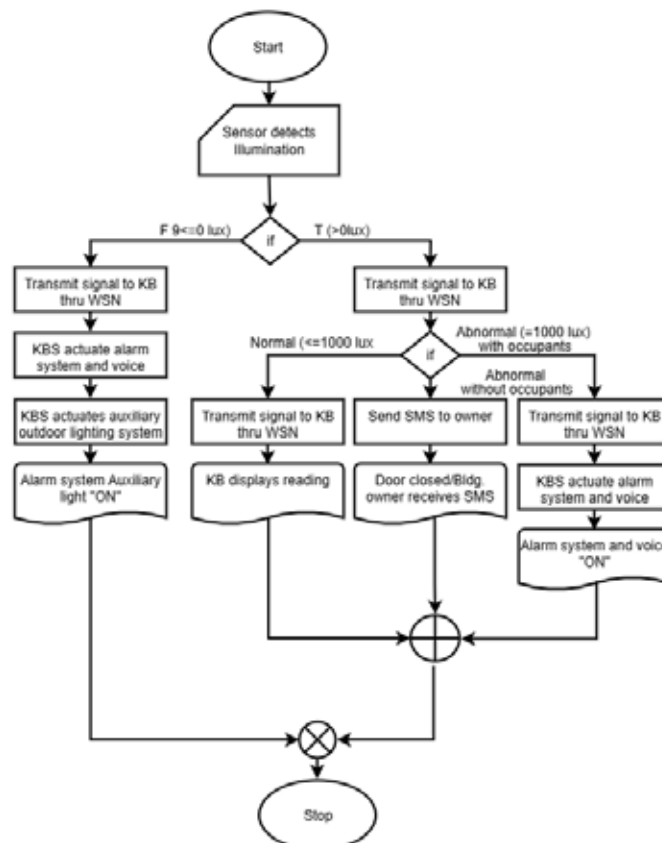 Start
Sensor detects
Illumination
F 9<=0 lux)
if
T (>0lux)
Transmit signal to KB
thru WSN
Transmit signal to KB
thru WSN
KBS actuate alarm
system and voice
Normal (<=1000 lux
if
Abnormal (=1000 lux)
with occupants
Abnormal
without occupants
KBS actuates auxiliary
outdoor lighting system
Transmit signal to KB
thru WSN
Send SMS to owner
Transmit signal to KB
thru WSN
Alarm system Auxiliary
light "ON"
KB displays reading
Door closed/Bldg.
owner receives SMS
KBS actuate alarm
system and voice
Alarm system and voice
"ON"
Stop